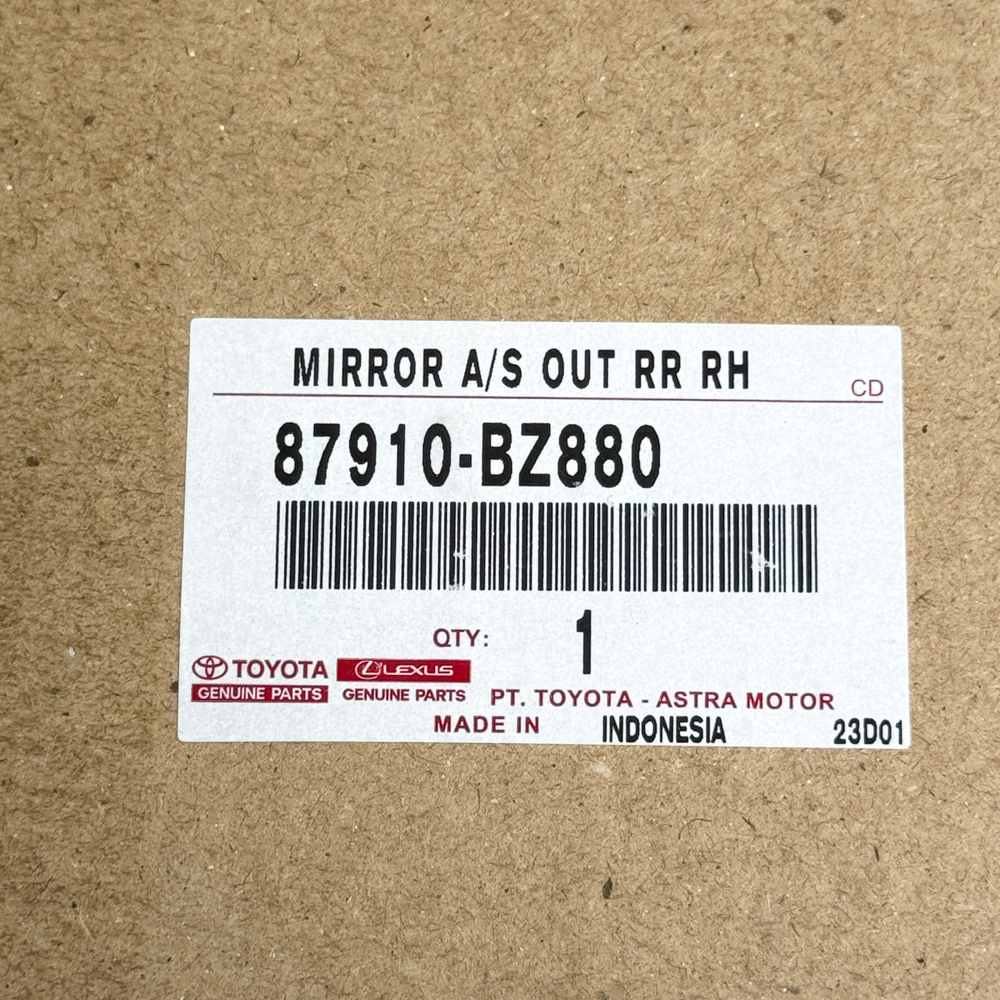 MIRROR A/S OUT RR RH
CD
87910-BZ880
QTY: 1
TOYOTA LEXUS
GENUINE PARTS GENUINE PARTS PT. TOYOTA - ASTRA MOTOR
MADE IN INDONESIA 23D01